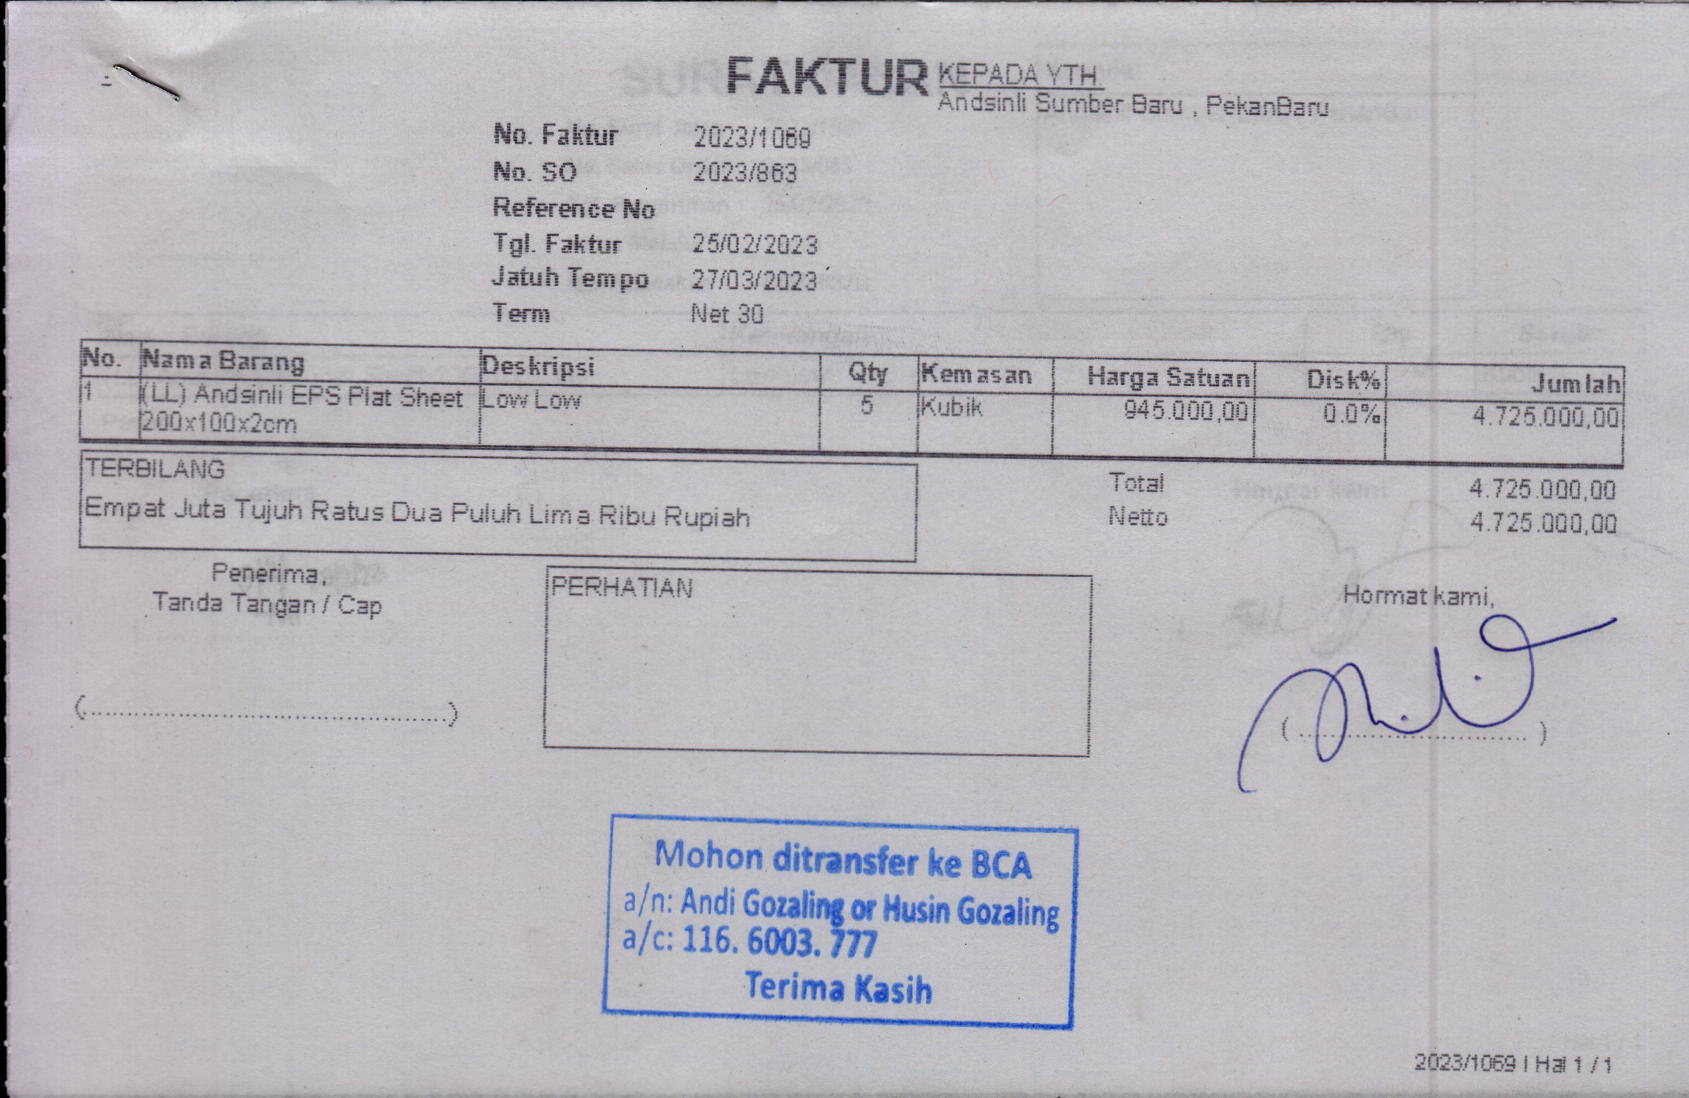 FAKTUR
KEPADA YTH.
Andsinli Sumber Baru , PekanBaru
No. Faktur 2023/1069
No. SO 2023/863
Reference No
Tgl. Faktur 25/02/2023
Jatuh Tempo 27/03/2023
Term Net 30
No. Nama Barang Deskripsi Qty Kemasan Harga Satuan Disk% Jumlah
1 (LL) Andsinli EPS Plat Sheet Low Low 5 Kubik 945.000,00 0.0% 4.725.000,00
200x100x2cm
TERBILANG
Empat Juta Tujuh Ratus Dua Puluh Lima Ribu Rupiah
Total 4.725.000,00
Netto 4.725.000,00
Penerima,
Tanda Tangan / Cap
(....................................................)
PERHATIAN
Hormat kami,
(.................................)
Mohon ditransfer ke BCA
a/n: Andi Gozaling or Husin Gozaling
a/c: 116. 6003. 777
Terima Kasih
2023/1069 | Hal 1 / 1